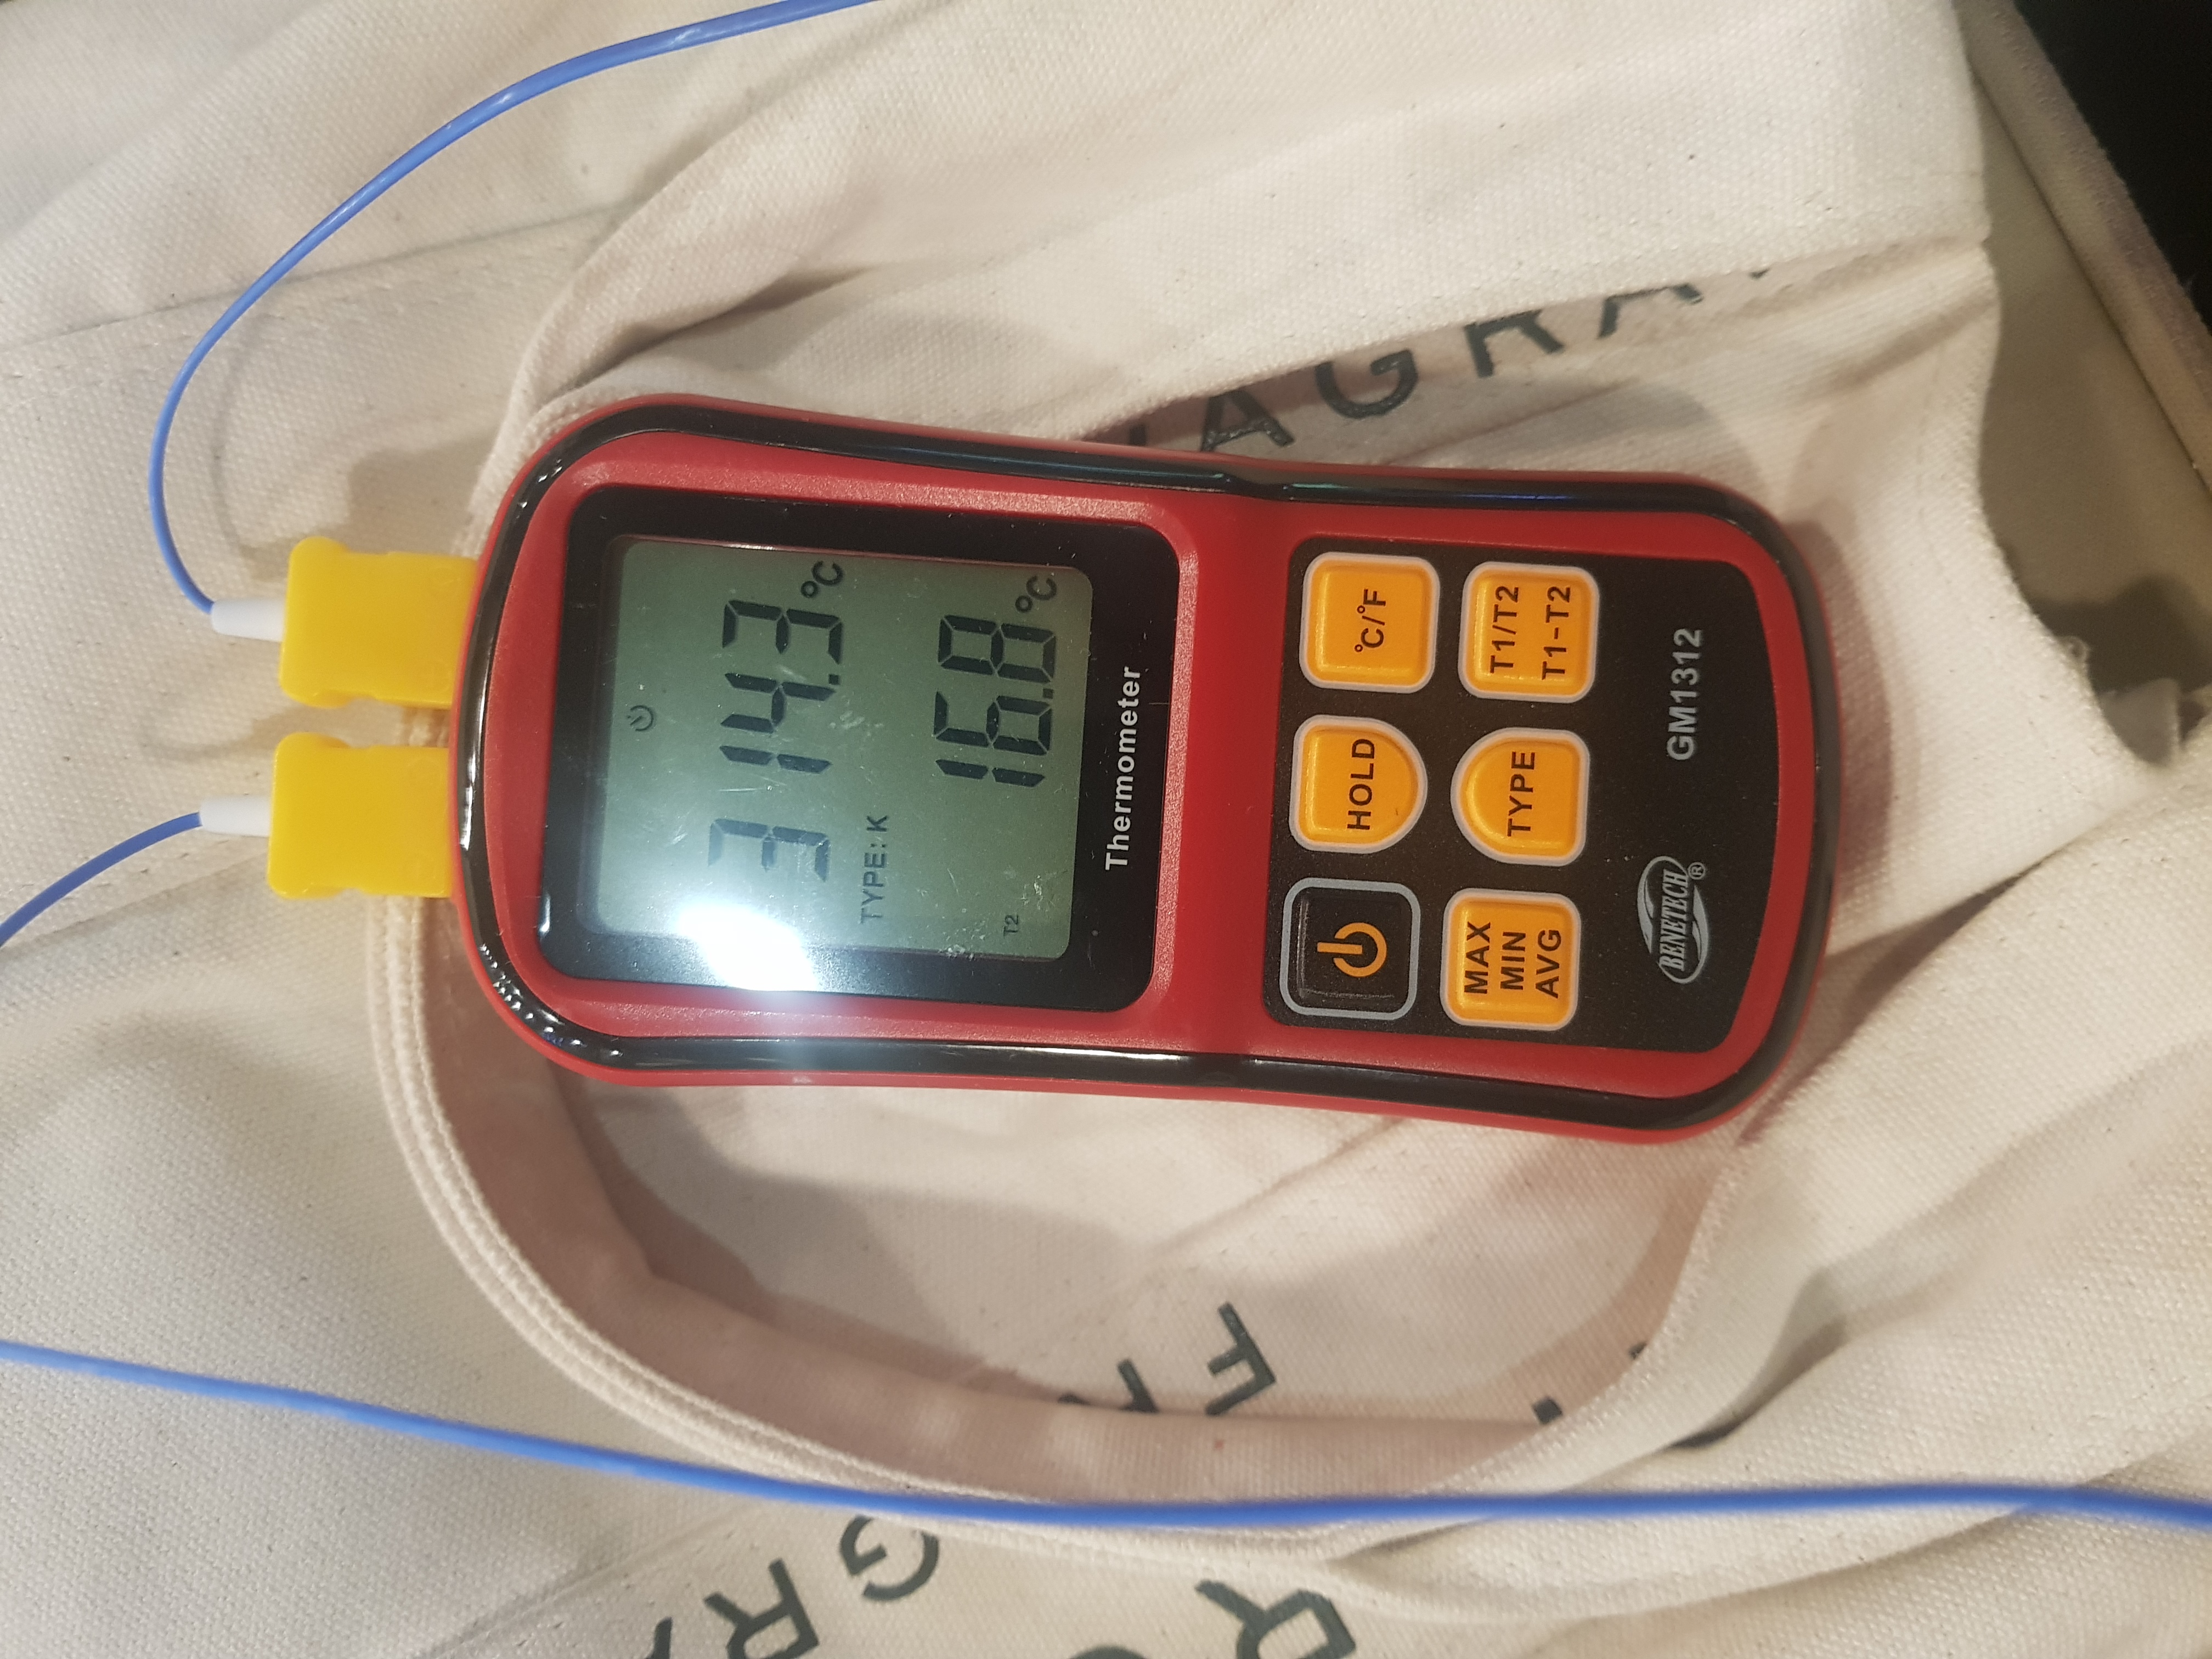 314.3 °C
TYPE: K
T2 16.8 °C
Thermometer
HOLD
°C/°F
MAX
MIN
AVG
TYPE
T1/T2
T1-T2
BENETECH®
GM1312